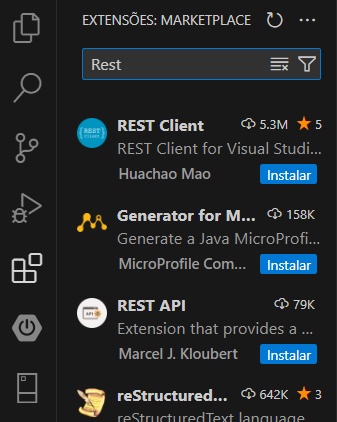 EXTENSÕES: MARKETPLACE
Rest
REST Client 5.3M 5
REST Client for Visual Studi...
Huachao Mao Instalar
Generator for M... 158K
Generate a Java MicroProfi...
MicroProfile Com... Instalar
REST API 79K
Extension that provides a ...
Marcel J. Kloubert Instalar
reStructured... 642K 3
reStructuredText language